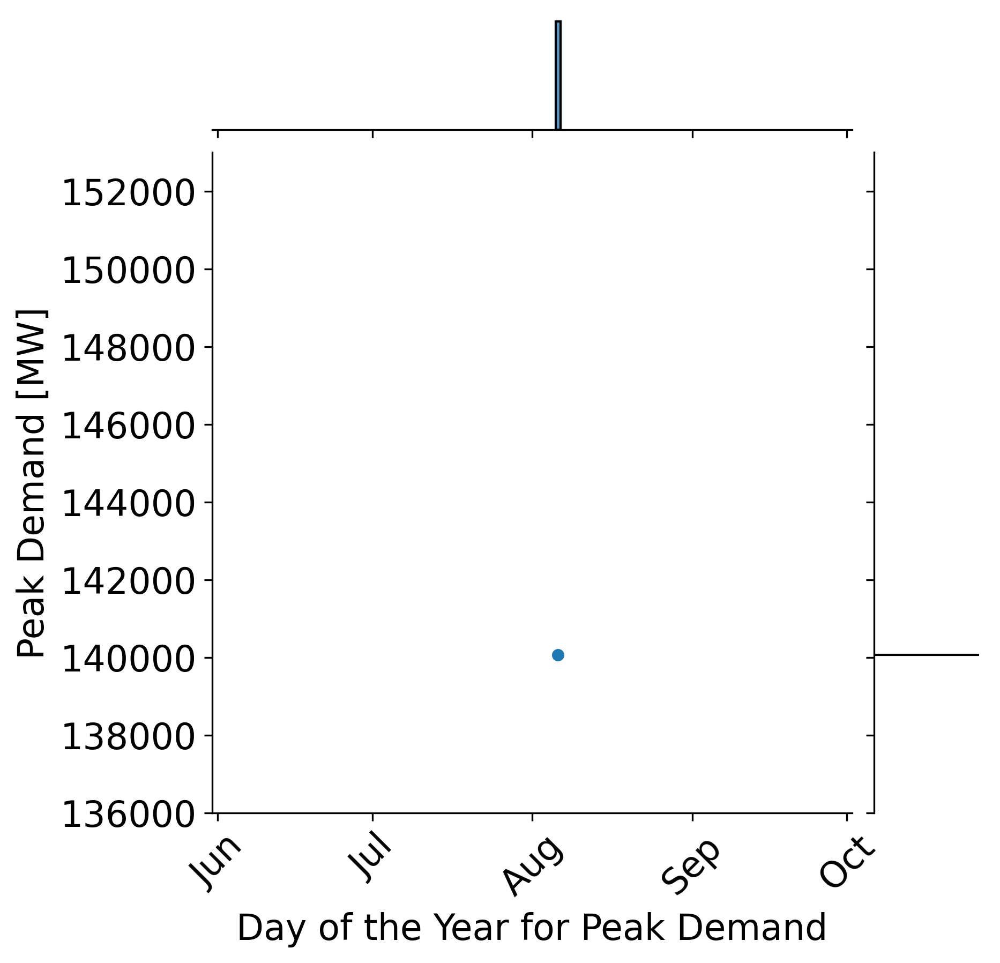 152000
150000
148000
146000
144000
142000
140000
138000
136000
Peak Demand [MW]
Jun
Jul
Aug
Sep
Oct
Day of the Year for Peak Demand